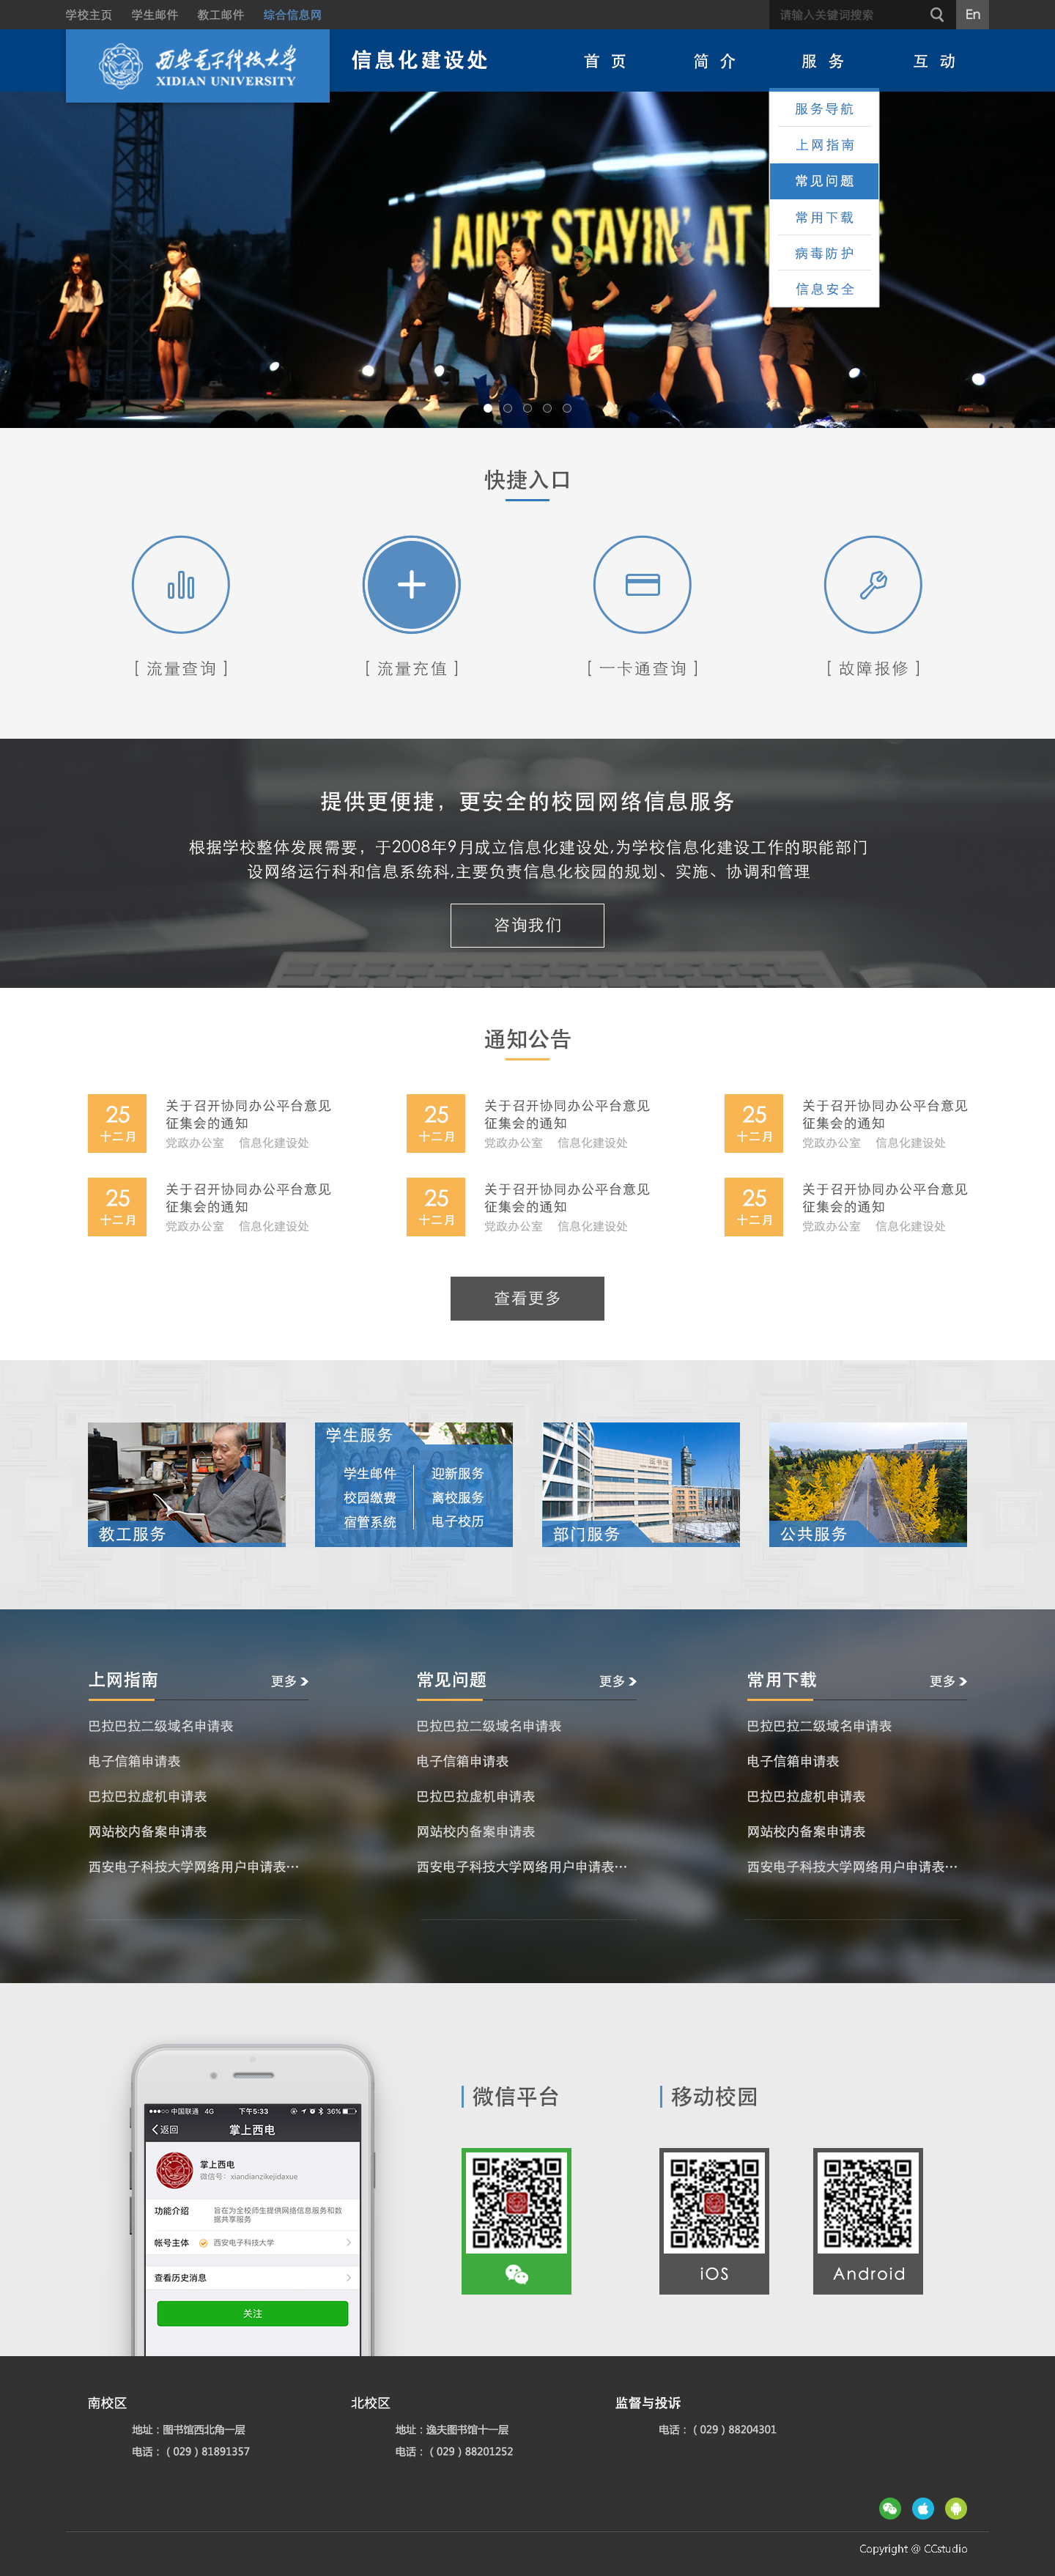 学校主页 学生邮件 教工邮件 综合信息网 请输入关键词搜索 En
西安电子科技大学
XIDIAN UNIVERSITY
信息化建设处 首 页 简 介 服 务 互 动
服务导航
上网指南
常见问题
常用下载
病毒防护
信息安全
I AIN'T STAYIN' AT
快捷入口
[ 流量查询 ] [ 流量充值 ] [ 一卡通查询 ] [ 故障报修 ]
提供更便捷，更安全的校园网络信息服务
根据学校整体发展需要，于2008年9月成立信息化建设处,为学校信息化建设工作的职能部门
设网络运行科和信息系统科,主要负责信息化校园的规划、实施、协调和管理
咨询我们
通知公告
25
十二月
关于召开协同办公平台意见
征集会的通知
党政办公室 信息化建设处
25
十二月
关于召开协同办公平台意见
征集会的通知
党政办公室 信息化建设处
25
十二月
关于召开协同办公平台意见
征集会的通知
党政办公室 信息化建设处
25
十二月
关于召开协同办公平台意见
征集会的通知
党政办公室 信息化建设处
25
十二月
关于召开协同办公平台意见
征集会的通知
党政办公室 信息化建设处
25
十二月
关于召开协同办公平台意见
征集会的通知
党政办公室 信息化建设处
查看更多
教工服务
学生服务
学生邮件 迎新服务
校园缴费 离校服务
宿管系统 电子校历
图书馆
部门服务
公共服务
上网指南 更多
巴拉巴拉二级域名申请表
电子信箱申请表
巴拉巴拉虚机申请表
网站校内备案申请表
西安电子科技大学网络用户申请表…
常见问题 更多
巴拉巴拉二级域名申请表
电子信箱申请表
巴拉巴拉虚机申请表
网站校内备案申请表
西安电子科技大学网络用户申请表…
常用下载 更多
巴拉巴拉二级域名申请表
电子信箱申请表
巴拉巴拉虚机申请表
网站校内备案申请表
西安电子科技大学网络用户申请表…
中国联通 4G 下午5:33 36%
返回 掌上西电
掌上西电
微信号: xiandianzikejidaxue
功能介绍 旨在为全校师生提供网络信息服务和数
据共享服务
帐号主体 西安电子科技大学
查看历史消息
关注
微信平台 移动校园
iOS Android
南校区
地址：图书馆西北角一层
电话：（029）81891357
北校区
地址：逸夫图书馆十一层
电话：（029）88201252
监督与投诉
电话：（029）88204301
Copyright @ CCstudio